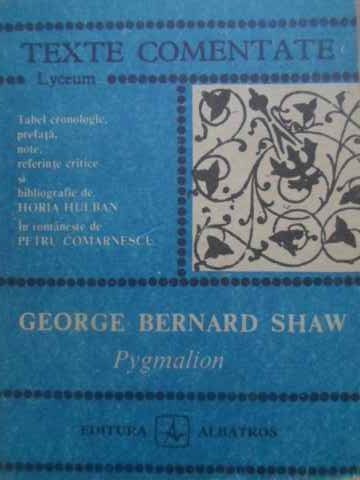 TEXTE COMENTATE
Lyceum
Tabel cronologic,
prefață,
note,
referințe critice
și
bibliografie de
HORIA HULBAN
În românește de
PETRU COMARNESCU
GEORGE BERNARD SHAW
Pygmalion
EDITURA ALBATROS